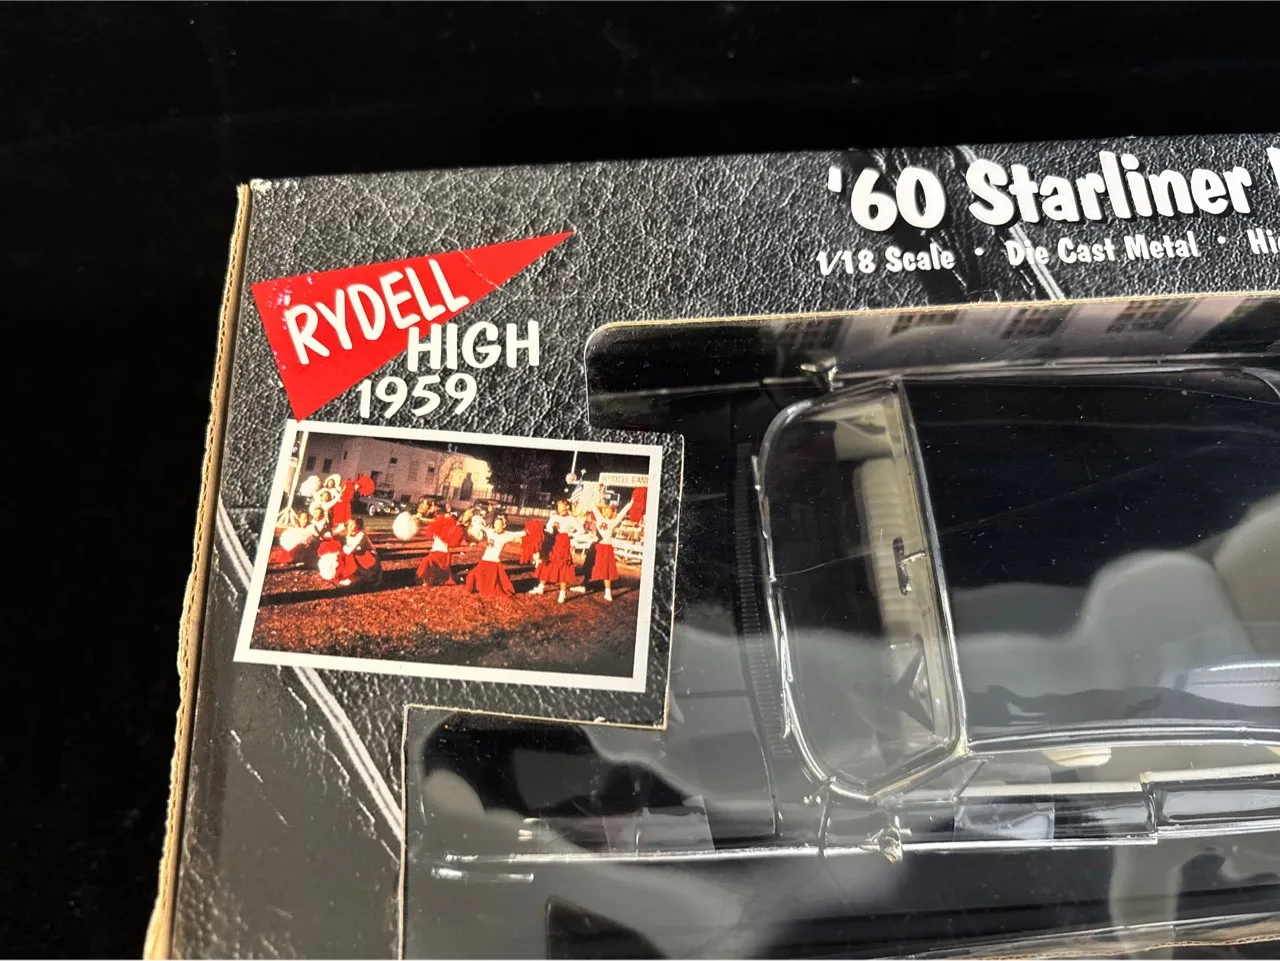 '60 Starliner
1/18 Scale • Die Cast Metal •
RYDELL
HIGH
1959